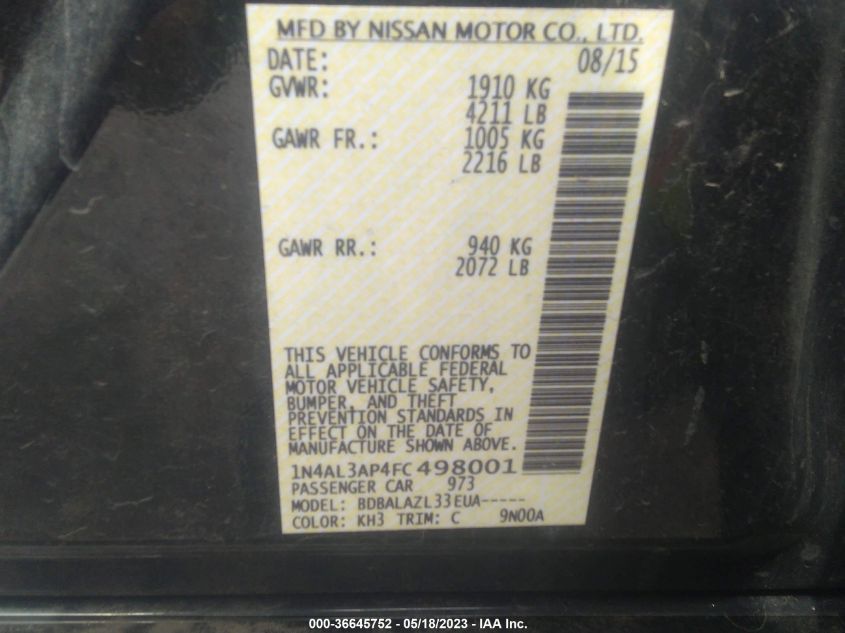 MFD BY NISSAN MOTOR CO., LTD.
DATE: 08/15
GVWR: 1910 KG
4211 LB
GAWR FR.: 1005 KG
2216 LB
GAWR RR.: 940 KG
2072 LB
THIS VEHICLE CONFORMS TO
ALL APPLICABLE FEDERAL
MOTOR VEHICLE SAFETY,
BUMPER, AND THEFT
PREVENTION STANDARDS IN
EFFECT ON THE DATE OF
MANUFACTURE SHOWN ABOVE.
1N4AL3AP4FC498001
PASSENGER CAR 973
MODEL: BDBALAZL33EUA-----
COLOR: KH3 TRIM: C 9N00A
000-36645752 - 05/18/2023 - IAA Inc.